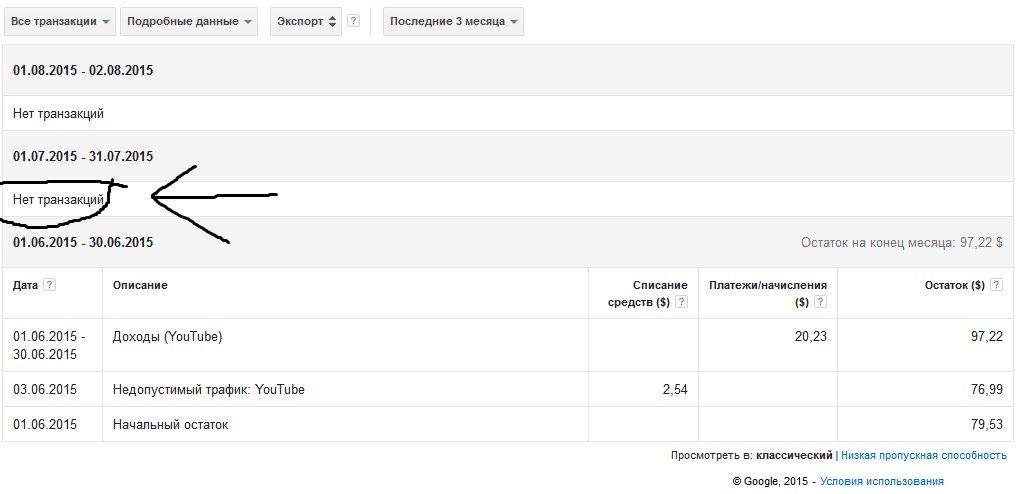 Все транзакции Подробные данные Экспорт ? Последние 3 месяца
01.08.2015 - 02.08.2015
Нет транзакций
01.07.2015 - 31.07.2015
Нет транзакций
01.06.2015 - 30.06.2015 Остаток на конец месяца: 97,22 $
Дата ? Описание Списание средств ($) ? Платежи/начисления ($) ? Остаток ($) ?
01.06.2015 - 30.06.2015 Доходы (YouTube) 20,23 97,22
03.06.2015 Недопустимый трафик: YouTube 2,54 76,99
01.06.2015 Начальный остаток 79,53
Просмотреть в: классический | Низкая пропускная способность
© Google, 2015 - Условия использования